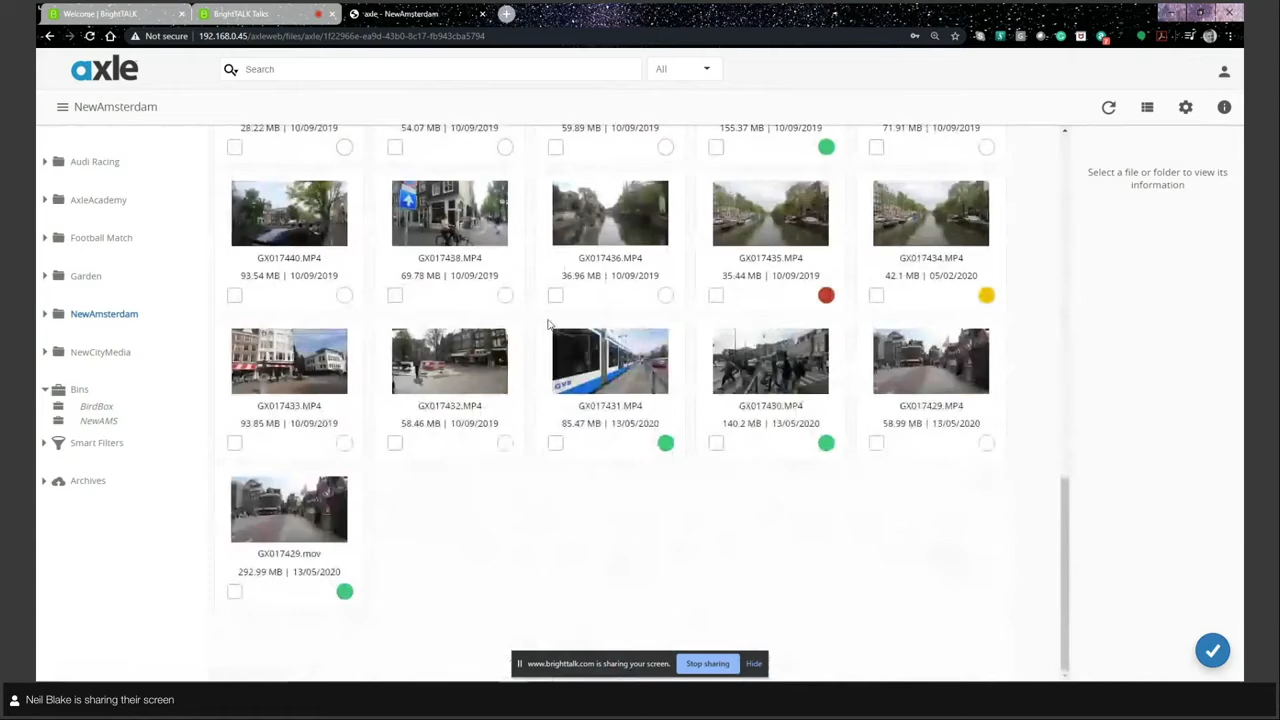 Welcome | BrightTALK
BrightTALK Talks
axle - NewAmsterdam
Not secure | 192.168.0.45/axleweb/files/axle/1f22966e-ea9d-43b0-8c17-fb943cba5794
axle
Search
All
NewAmsterdam
28.22 MB | 10/09/2019
54.07 MB | 10/09/2019
59.89 MB | 10/09/2019
155.37 MB | 10/09/2019
71.91 MB | 10/09/2019
Audi Racing
AxleAcademy
Football Match
Garden
NewAmsterdam
NewCityMedia
Bins
BirdBox
NewAMS
Smart Filters
Archives
GX017440.MP4
93.54 MB | 10/09/2019
GX017438.MP4
69.78 MB | 10/09/2019
GX017436.MP4
36.96 MB | 10/09/2019
GX017435.MP4
35.44 MB | 10/09/2019
GX017434.MP4
42.1 MB | 05/02/2020
GX017433.MP4
93.85 MB | 10/09/2019
GX017432.MP4
58.46 MB | 10/09/2019
GX017431.MP4
85.47 MB | 13/05/2020
GX017430.MP4
140.2 MB | 13/05/2020
GX017429.MP4
58.99 MB | 13/05/2020
GX017429.mov
292.99 MB | 13/05/2020
Select a file or folder to view its
information
www.brighttalk.com is sharing your screen.
Stop sharing
Hide
Neil Blake is sharing their screen